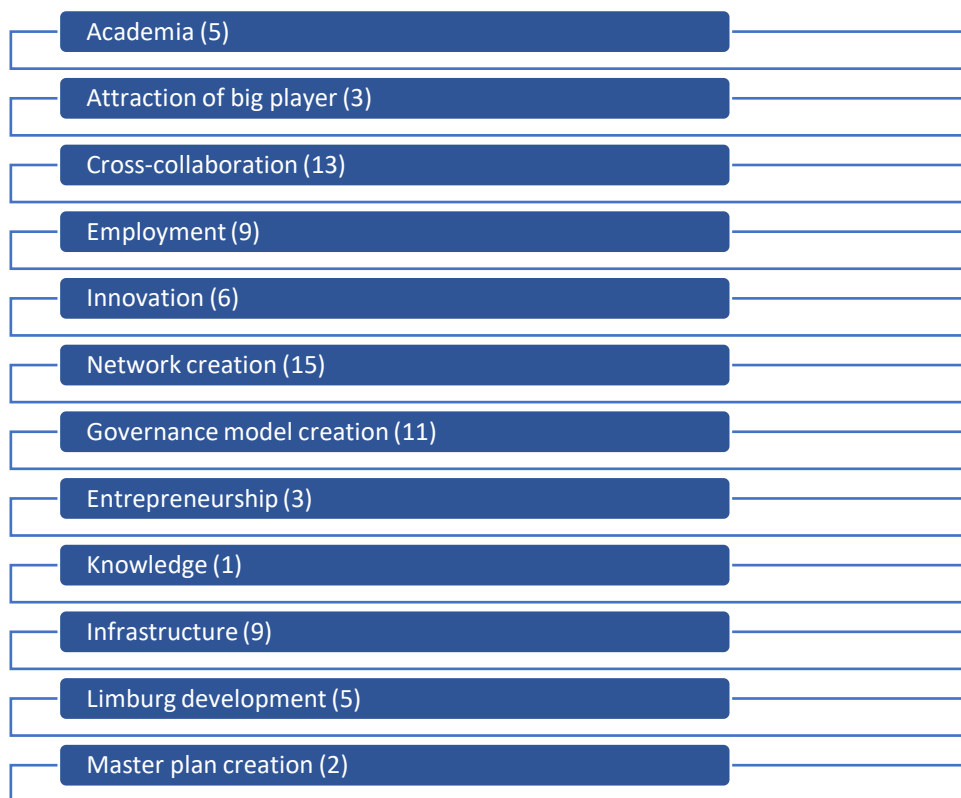 Academia (5)
Attraction of big player (3)
Cross-collaboration (13)
Employment (9)
Innovation (6)
Network creation (15)
Governance model creation (11)
Entrepreneurship (3)
Knowledge (1)
Infrastructure (9)
Limburg development (5)
Master plan creation (2)